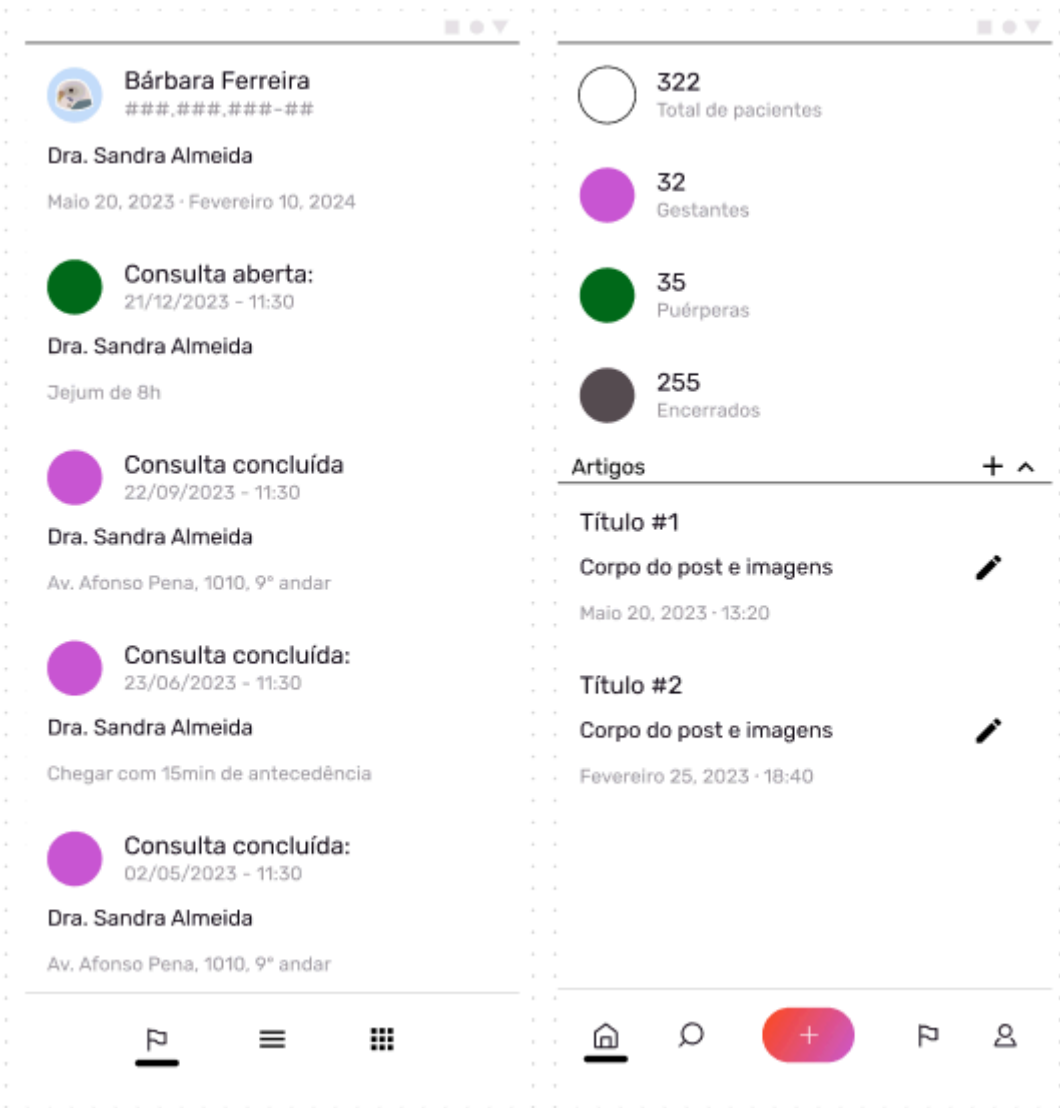 Bárbara Ferreira
###.###.###-##
Dra. Sandra Almeida
Maio 20, 2023 · Fevereiro 10, 2024
Consulta aberta:
21/12/2023 - 11:30
Dra. Sandra Almeida
Jejum de 8h
Consulta concluída
22/09/2023 - 11:30
Dra. Sandra Almeida
Av. Afonso Pena, 1010, 9° andar
Consulta concluída:
23/06/2023 - 11:30
Dra. Sandra Almeida
Chegar com 15min de antecedência
Consulta concluída:
02/05/2023 - 11:30
Dra. Sandra Almeida
Av. Afonso Pena, 1010, 9° andar
322
Total de pacientes
32
Gestantes
35
Puérperas
255
Encerrados
Artigos
Título #1
Corpo do post e imagens
Maio 20, 2023 · 13:20
Título #2
Corpo do post e imagens
Fevereiro 25, 2023 · 18:40